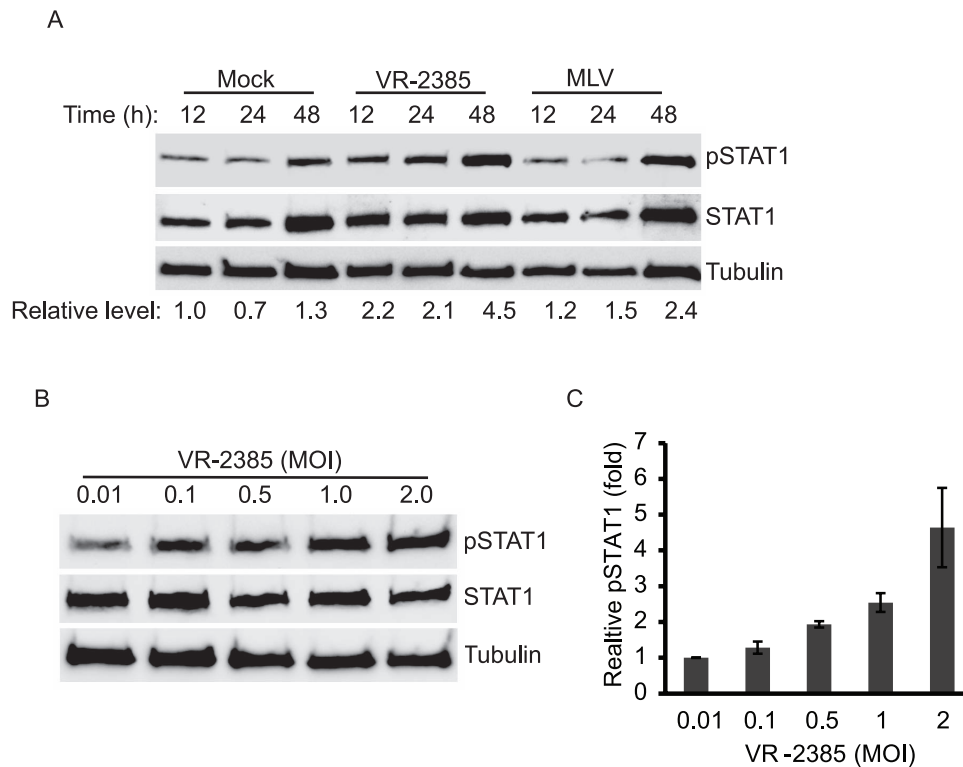 A
Mock VR-2385 MLV
Time (h): 12 24 48 12 24 48 12 24 48
pSTAT1
STAT1
Tubulin
Relative level: 1.0 0.7 1.3 2.2 2.1 4.5 1.2 1.5 2.4
B
VR-2385 (MOI)
0.01 0.1 0.5 1.0 2.0
pSTAT1
STAT1
Tubulin
C
Realtive pSTAT1 (fold)
7
6
5
4
3
2
1
0
0.01 0.1 0.5 1 2
VR -2385 (MOI)